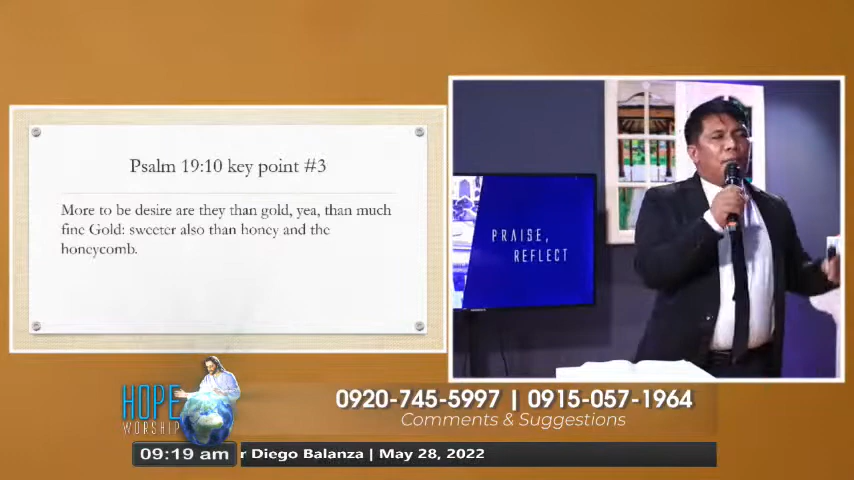 Psalm 19:10 key point #3
More to be desire are they than gold, yea, than much
fine Gold: sweeter also than honey and the
honeycomb.
PRAISE,
REFLECT
HOPE
WORSHIP
0920-745-5997 | 0915-057-1964
Comments & Suggestions
09:19 am
r Diego Balanza | May 28, 2022